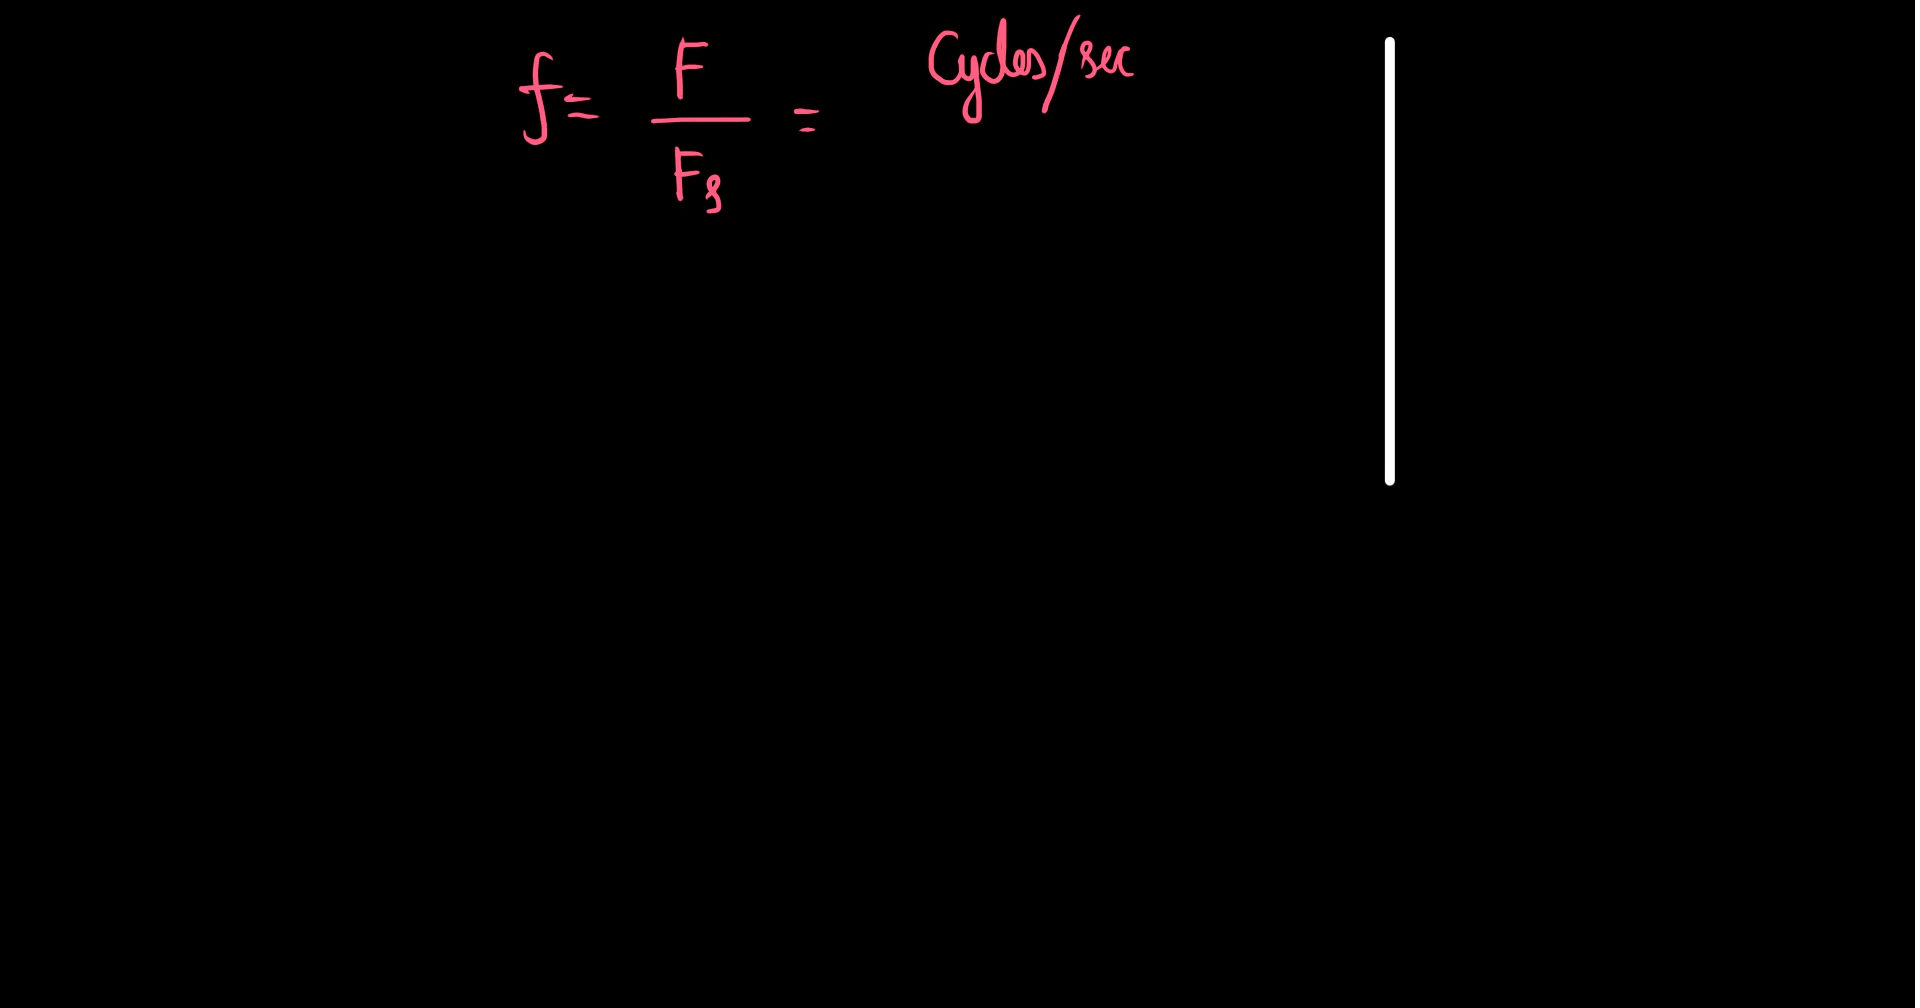 f = F / Fs = Cycles/sec